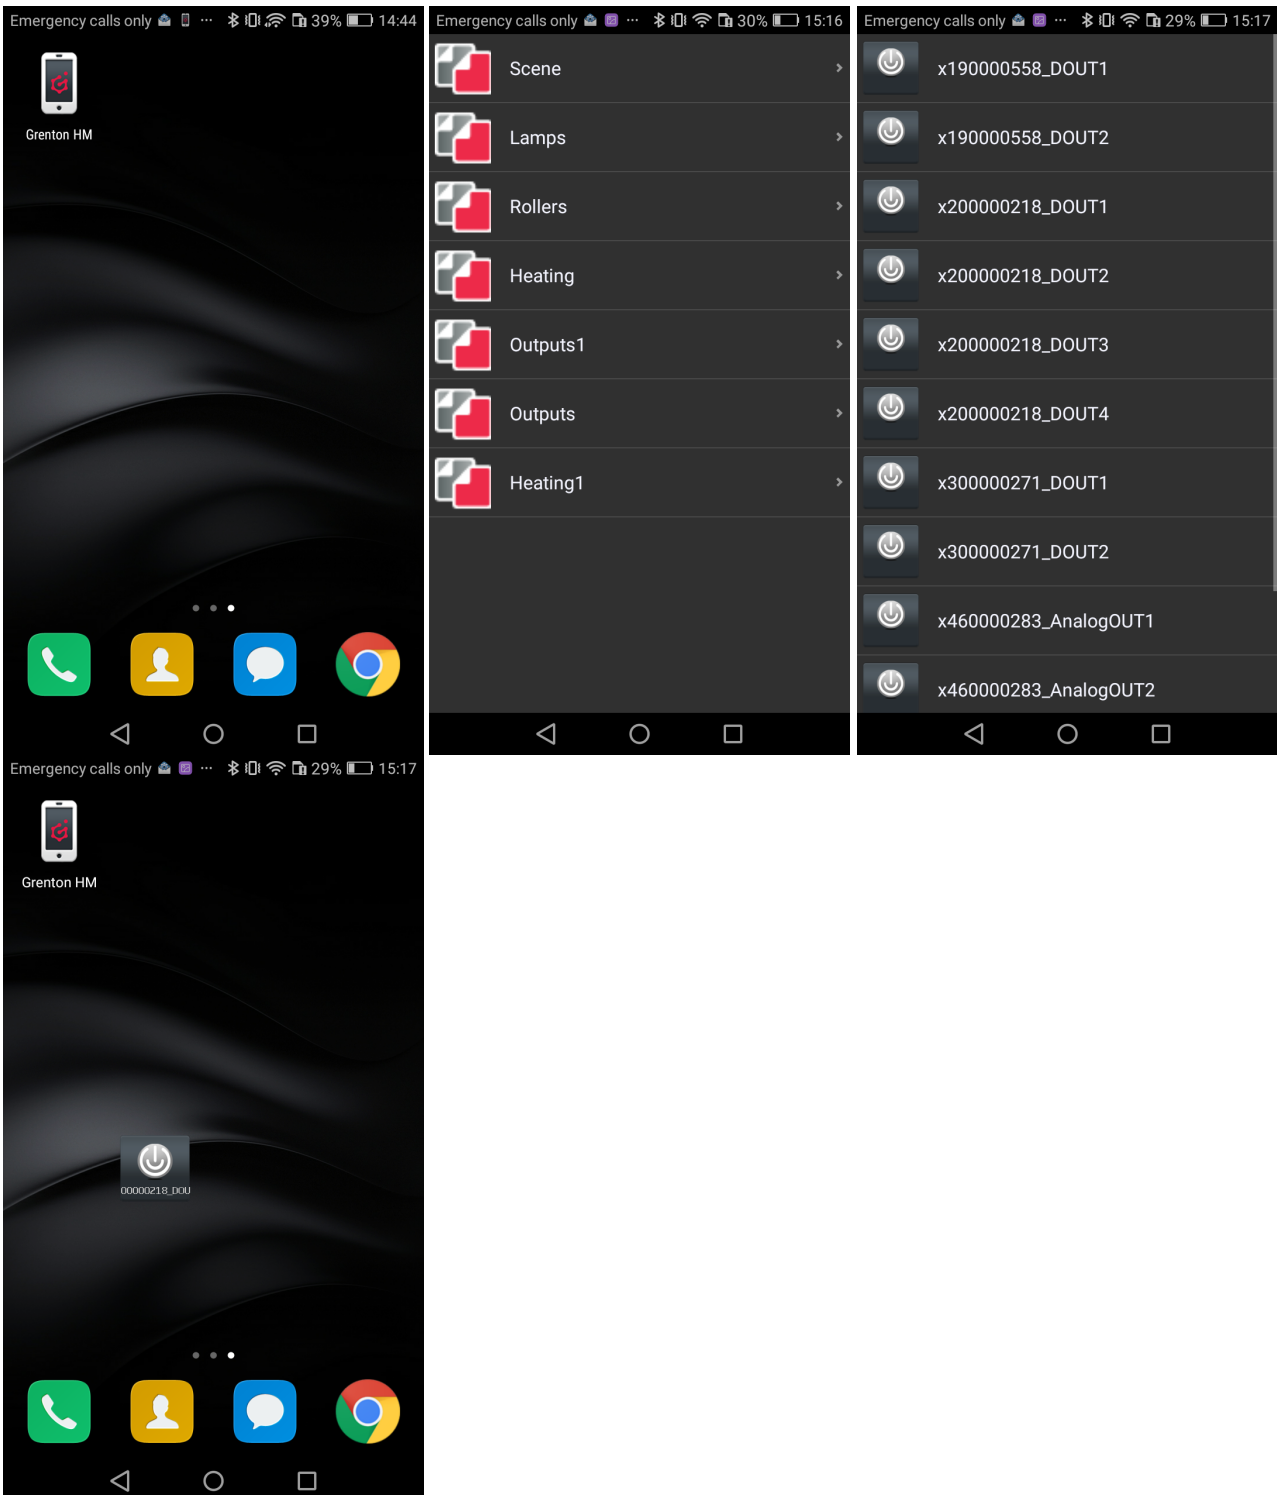 Emergency calls only ... 39% 14:44
Grenton HM
Emergency calls only ... 30% 15:16
Scene
Lamps
Rollers
Heating
Outputs1
Outputs
Heating1
Emergency calls only ... 29% 15:17
x190000558_DOUT1
x190000558_DOUT2
x200000218_DOUT1
x200000218_DOUT2
x200000218_DOUT3
x200000218_DOUT4
x300000271_DOUT1
x300000271_DOUT2
x460000283_AnalogOUT1
x460000283_AnalogOUT2
Emergency calls only ... 29% 15:17
Grenton HM
00000218_DOU